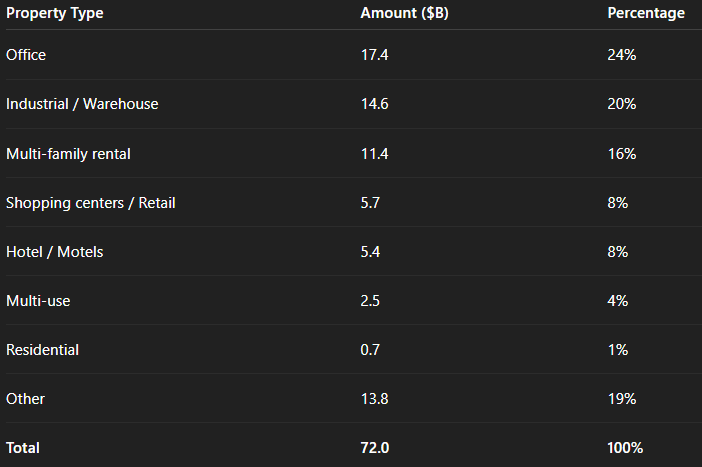 Property Type Amount ($B) Percentage
Office 17.4 24%
Industrial / Warehouse 14.6 20%
Multi-family rental 11.4 16%
Shopping centers / Retail 5.7 8%
Hotel / Motels 5.4 8%
Multi-use 2.5 4%
Residential 0.7 1%
Other 13.8 19%
Total 72.0 100%